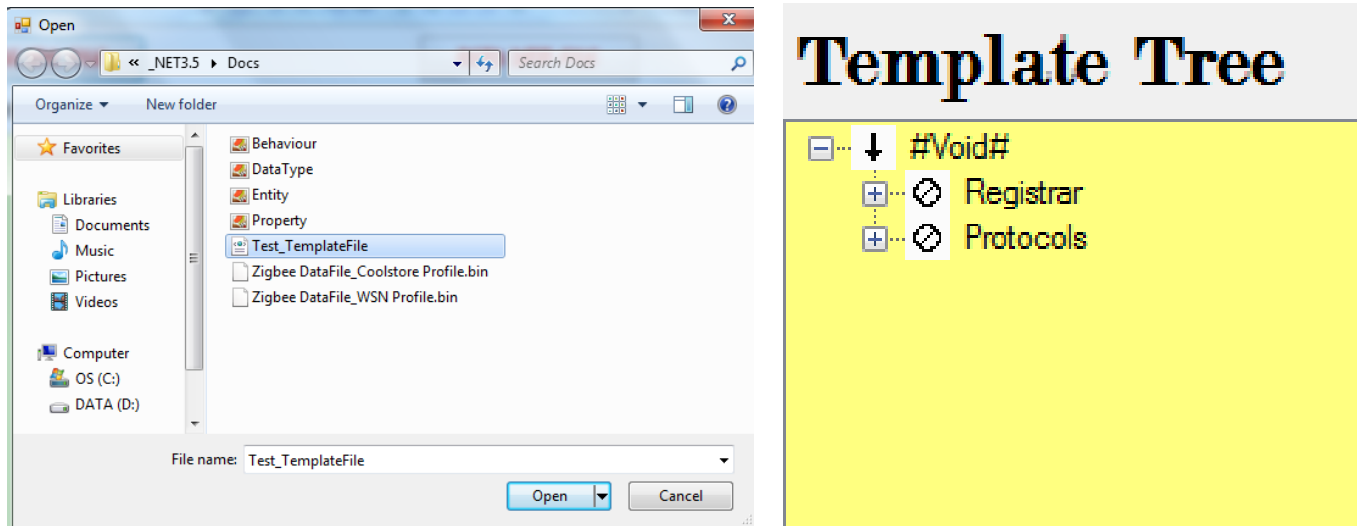 Open
« _NET3.5 Docs
Search Docs
Organize
New folder
Favorites
Libraries
Documents
Music
Pictures
Videos
Computer
OS (C:)
DATA (D:)
Behaviour
DataType
Entity
Property
Test_TemplateFile
Zigbee DataFile_Coolstore Profile.bin
Zigbee DataFile_WSN Profile.bin
File name: Test_TemplateFile
Open
Cancel
Template Tree
#Void#
Registrar
Protocols